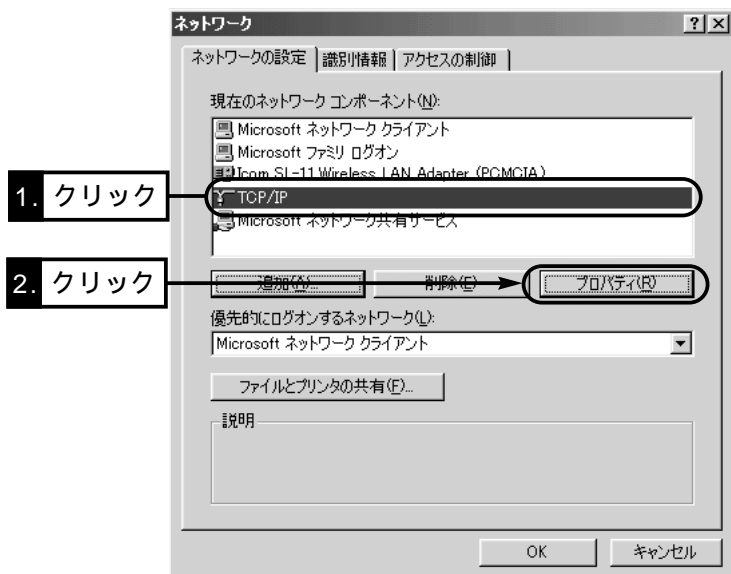 ネットワーク
ネットワークの設定 識別情報 アクセスの制御
現在のネットワーク コンポーネント(N):
Microsoft ネットワーク クライアント
Microsoft ファミリ ログオン
Icom SL-11 Wireless LAN Adapter (PCMCIA)
1. クリック
TCP/IP
Microsoft ネットワーク共有サービス
2. クリック
追加(A)... 削除(E) プロパティ(R)
優先的にログオンするネットワーク(L):
Microsoft ネットワーク クライアント
ファイルとプリンタの共有(F)...
説明
OK キャンセル